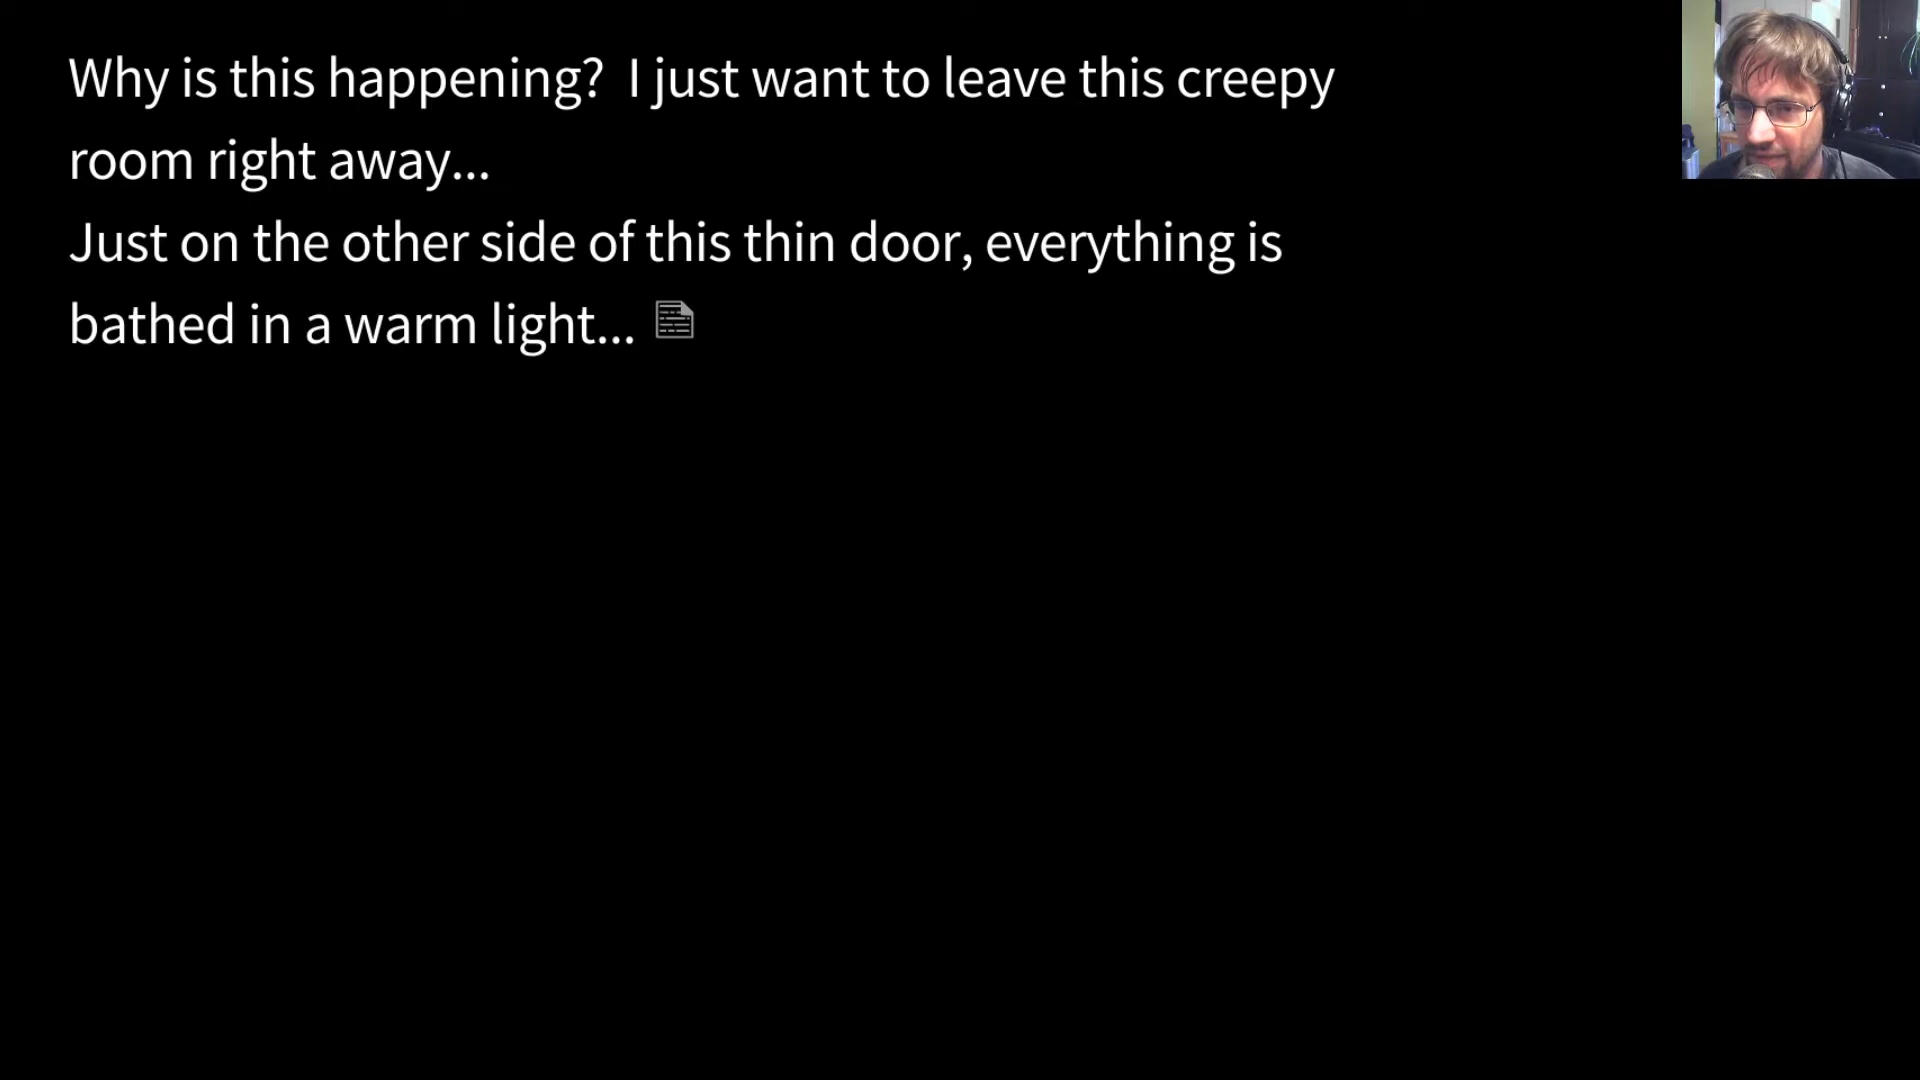 Why is this happening?  I just want to leave this creepy
room right away...
Just on the other side of this thin door, everything is
bathed in a warm light...